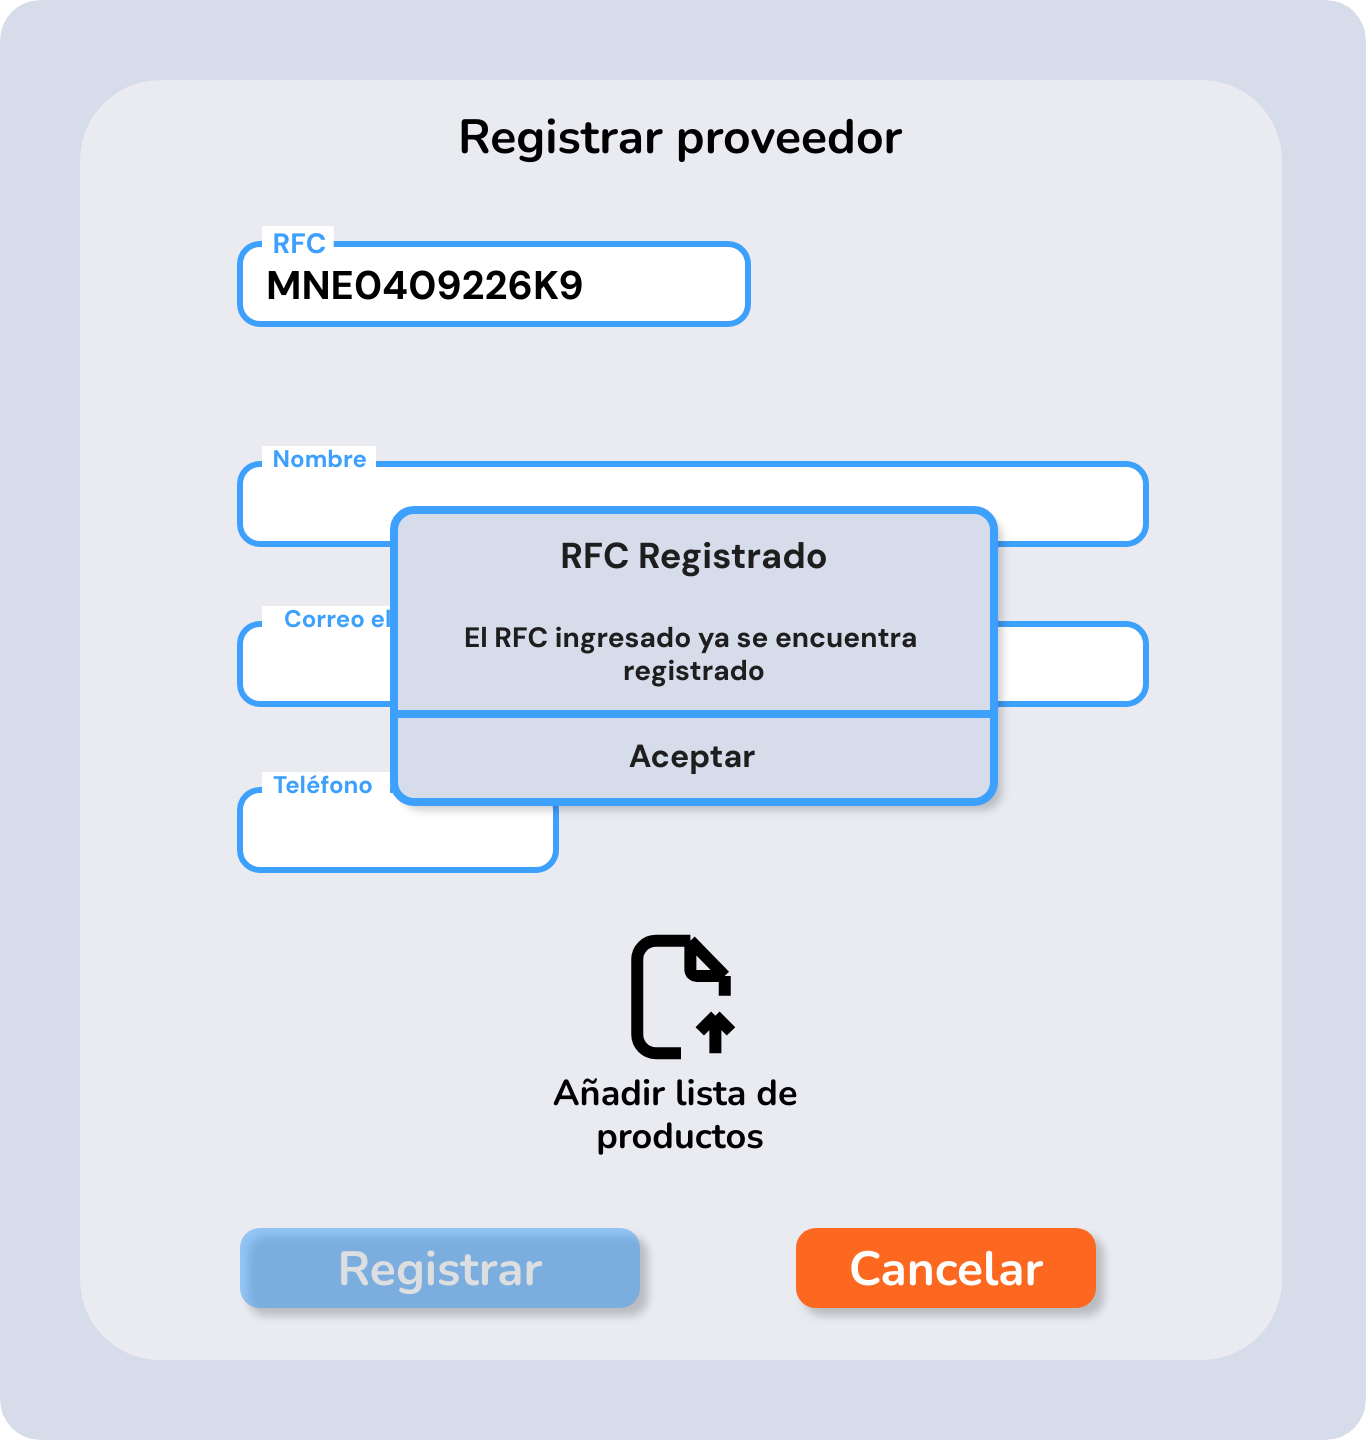 Registrar proveedor
RFC
MNE0409226K9
Nombre
RFC Registrado
Correo el
El RFC ingresado ya se encuentra
registrado
Aceptar
Teléfono
Añadir lista de
productos
Registrar
Cancelar